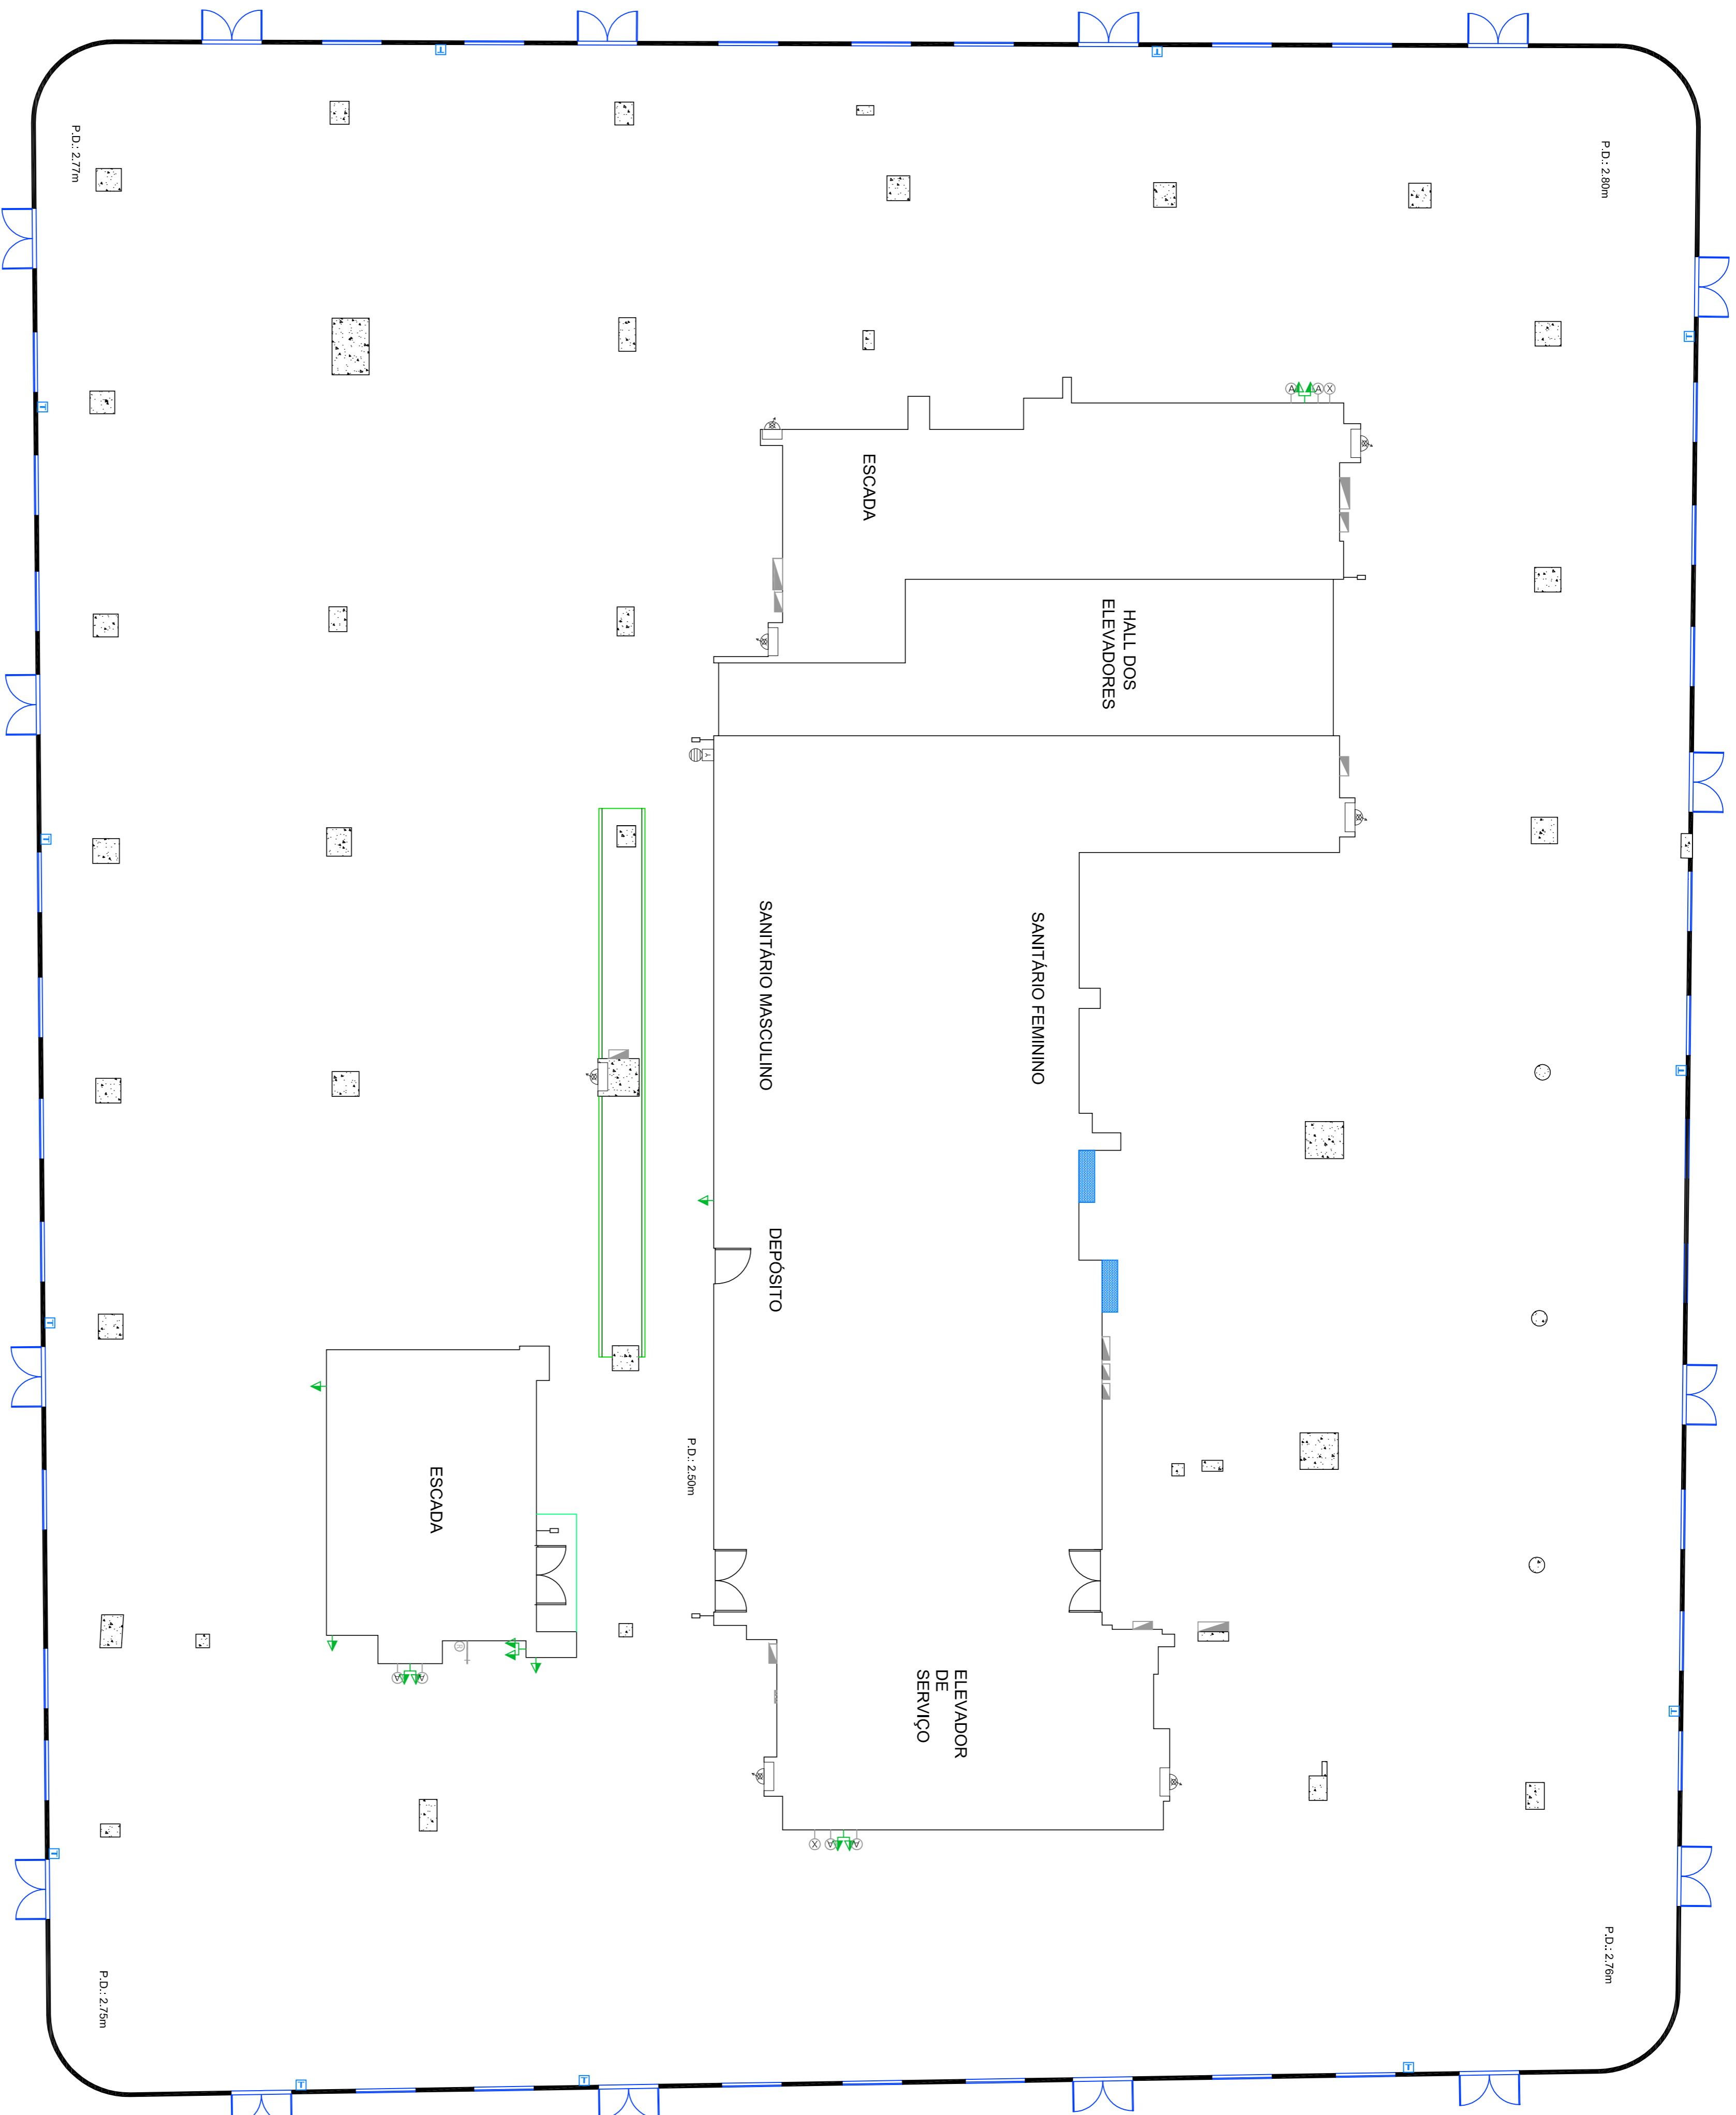 P.D.: 2.77m
P.D.: 2.80m
ESCADA
HALL DOS
ELEVADORES
SANITÁRIO MASCULINO
SANITÁRIO FEMININO
DEPÓSITO
P.D.: 2.50m
ESCADA
ELEVADOR
DE
SERVIÇO
P.D.: 2.75m
P.D.: 2.76m
A
A
X
A
A
X
A
A
R
T
T
T
T
T
T
T
T
T
T
T
T
T